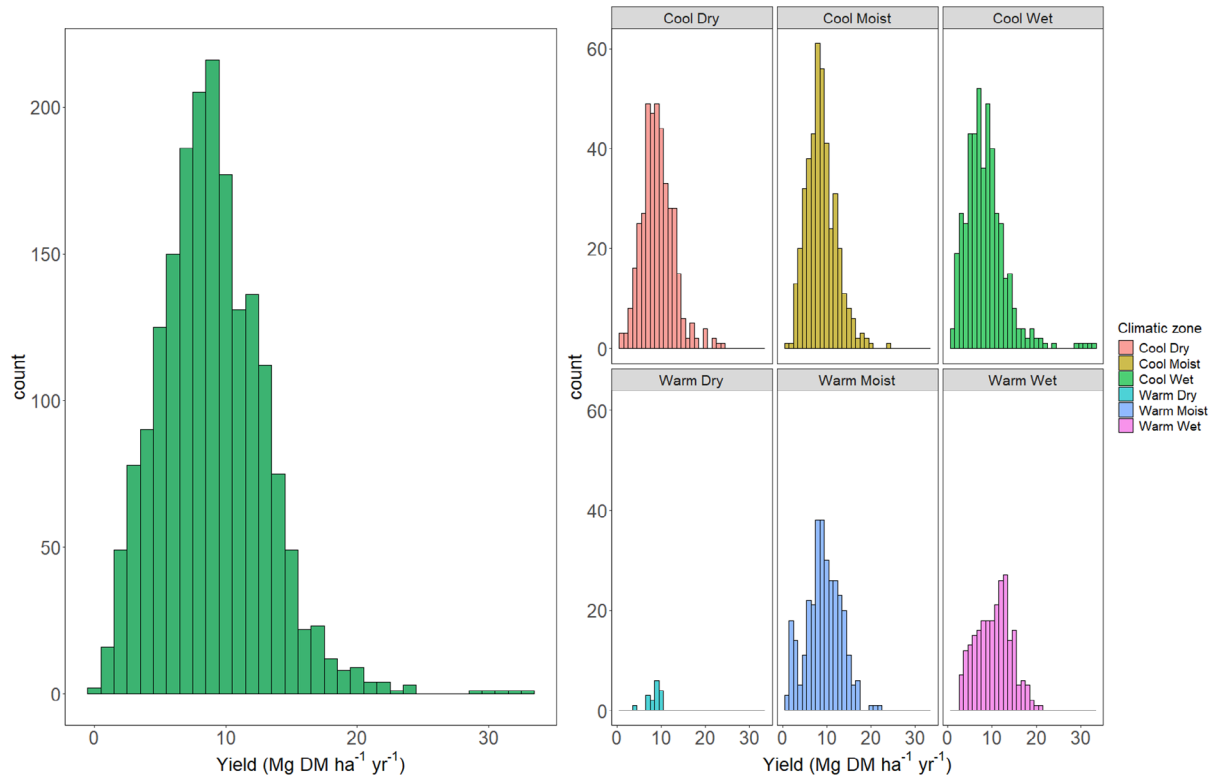 200
150
100
50
0
count
0 10 20 30
Yield (Mg DM ha⁻¹ yr⁻¹)
Cool Dry Cool Moist Cool Wet
60
40
20
0
Warm Dry Warm Moist Warm Wet
60
40
20
0
count
0 10 20 30 0 10 20 30 0 10 20 30
Yield (Mg DM ha⁻¹ yr⁻¹)
Climatic zone
Cool Dry
Cool Moist
Cool Wet
Warm Dry
Warm Moist
Warm Wet